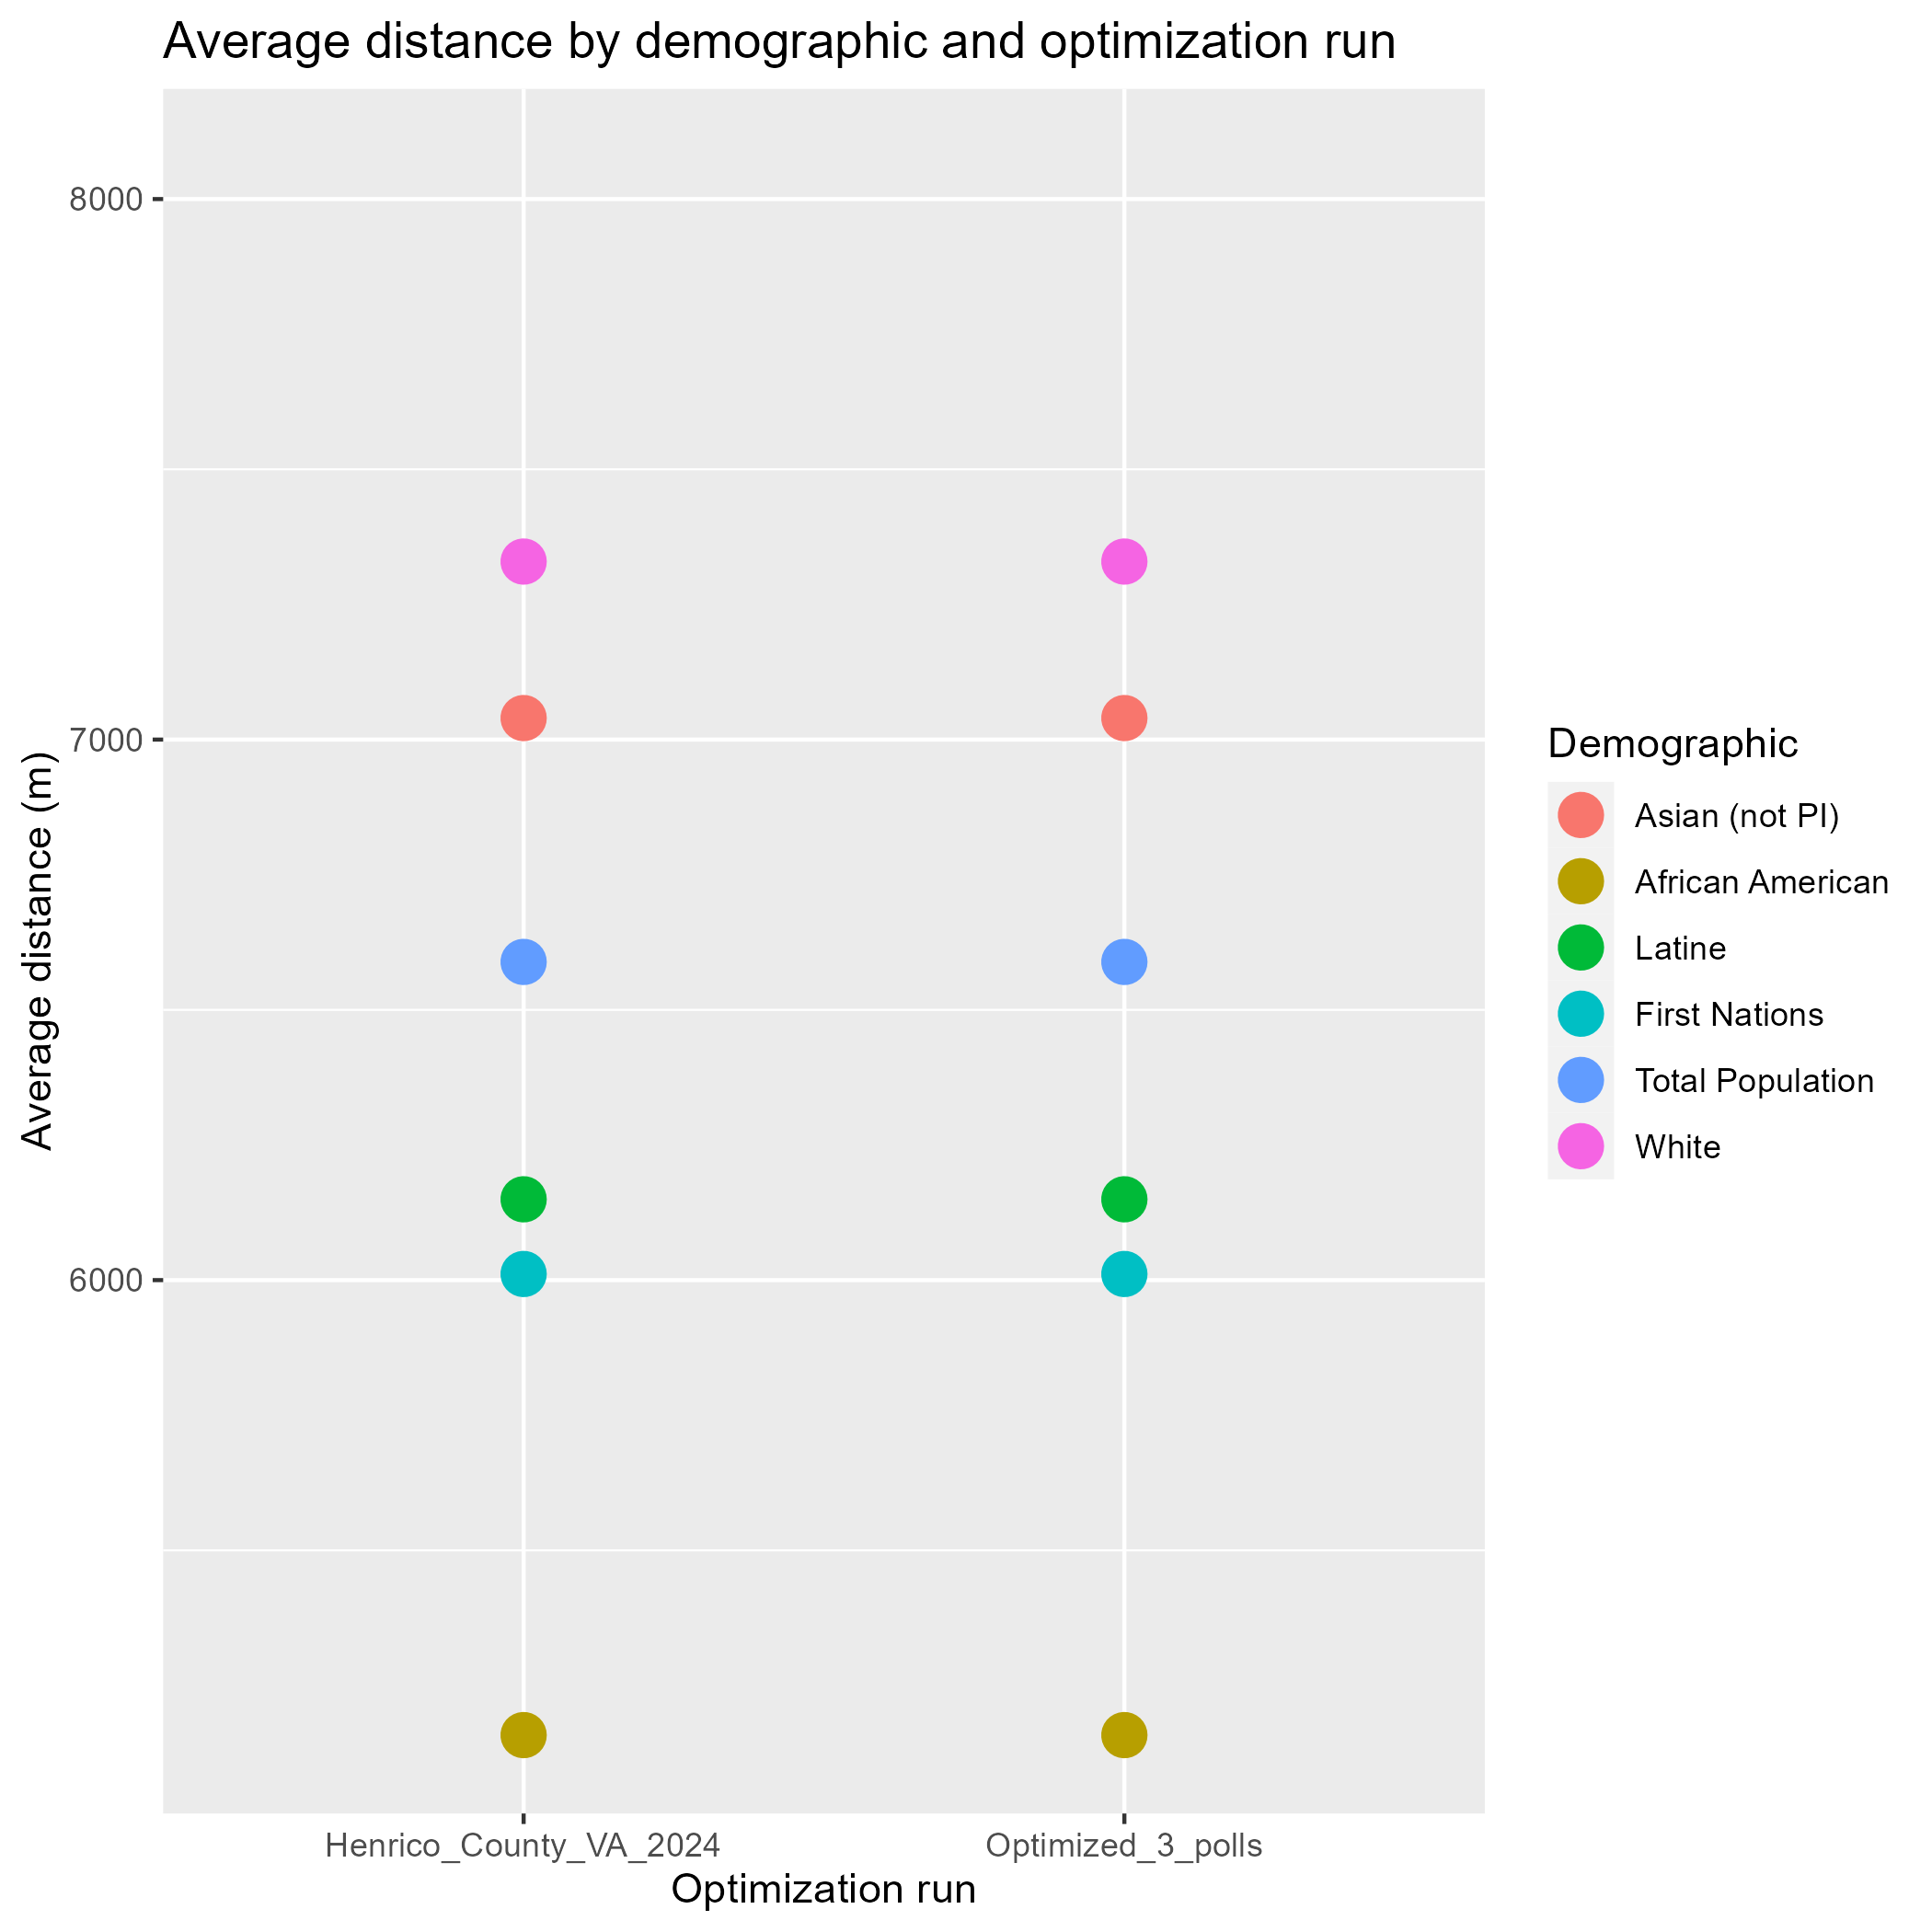 Average distance by demographic and optimization run
8000
7000
6000
Average distance (m)
Henrico_County_VA_2024
Optimized_3_polls
Optimization run
Demographic
Asian (not PI)
African American
Latine
First Nations
Total Population
White